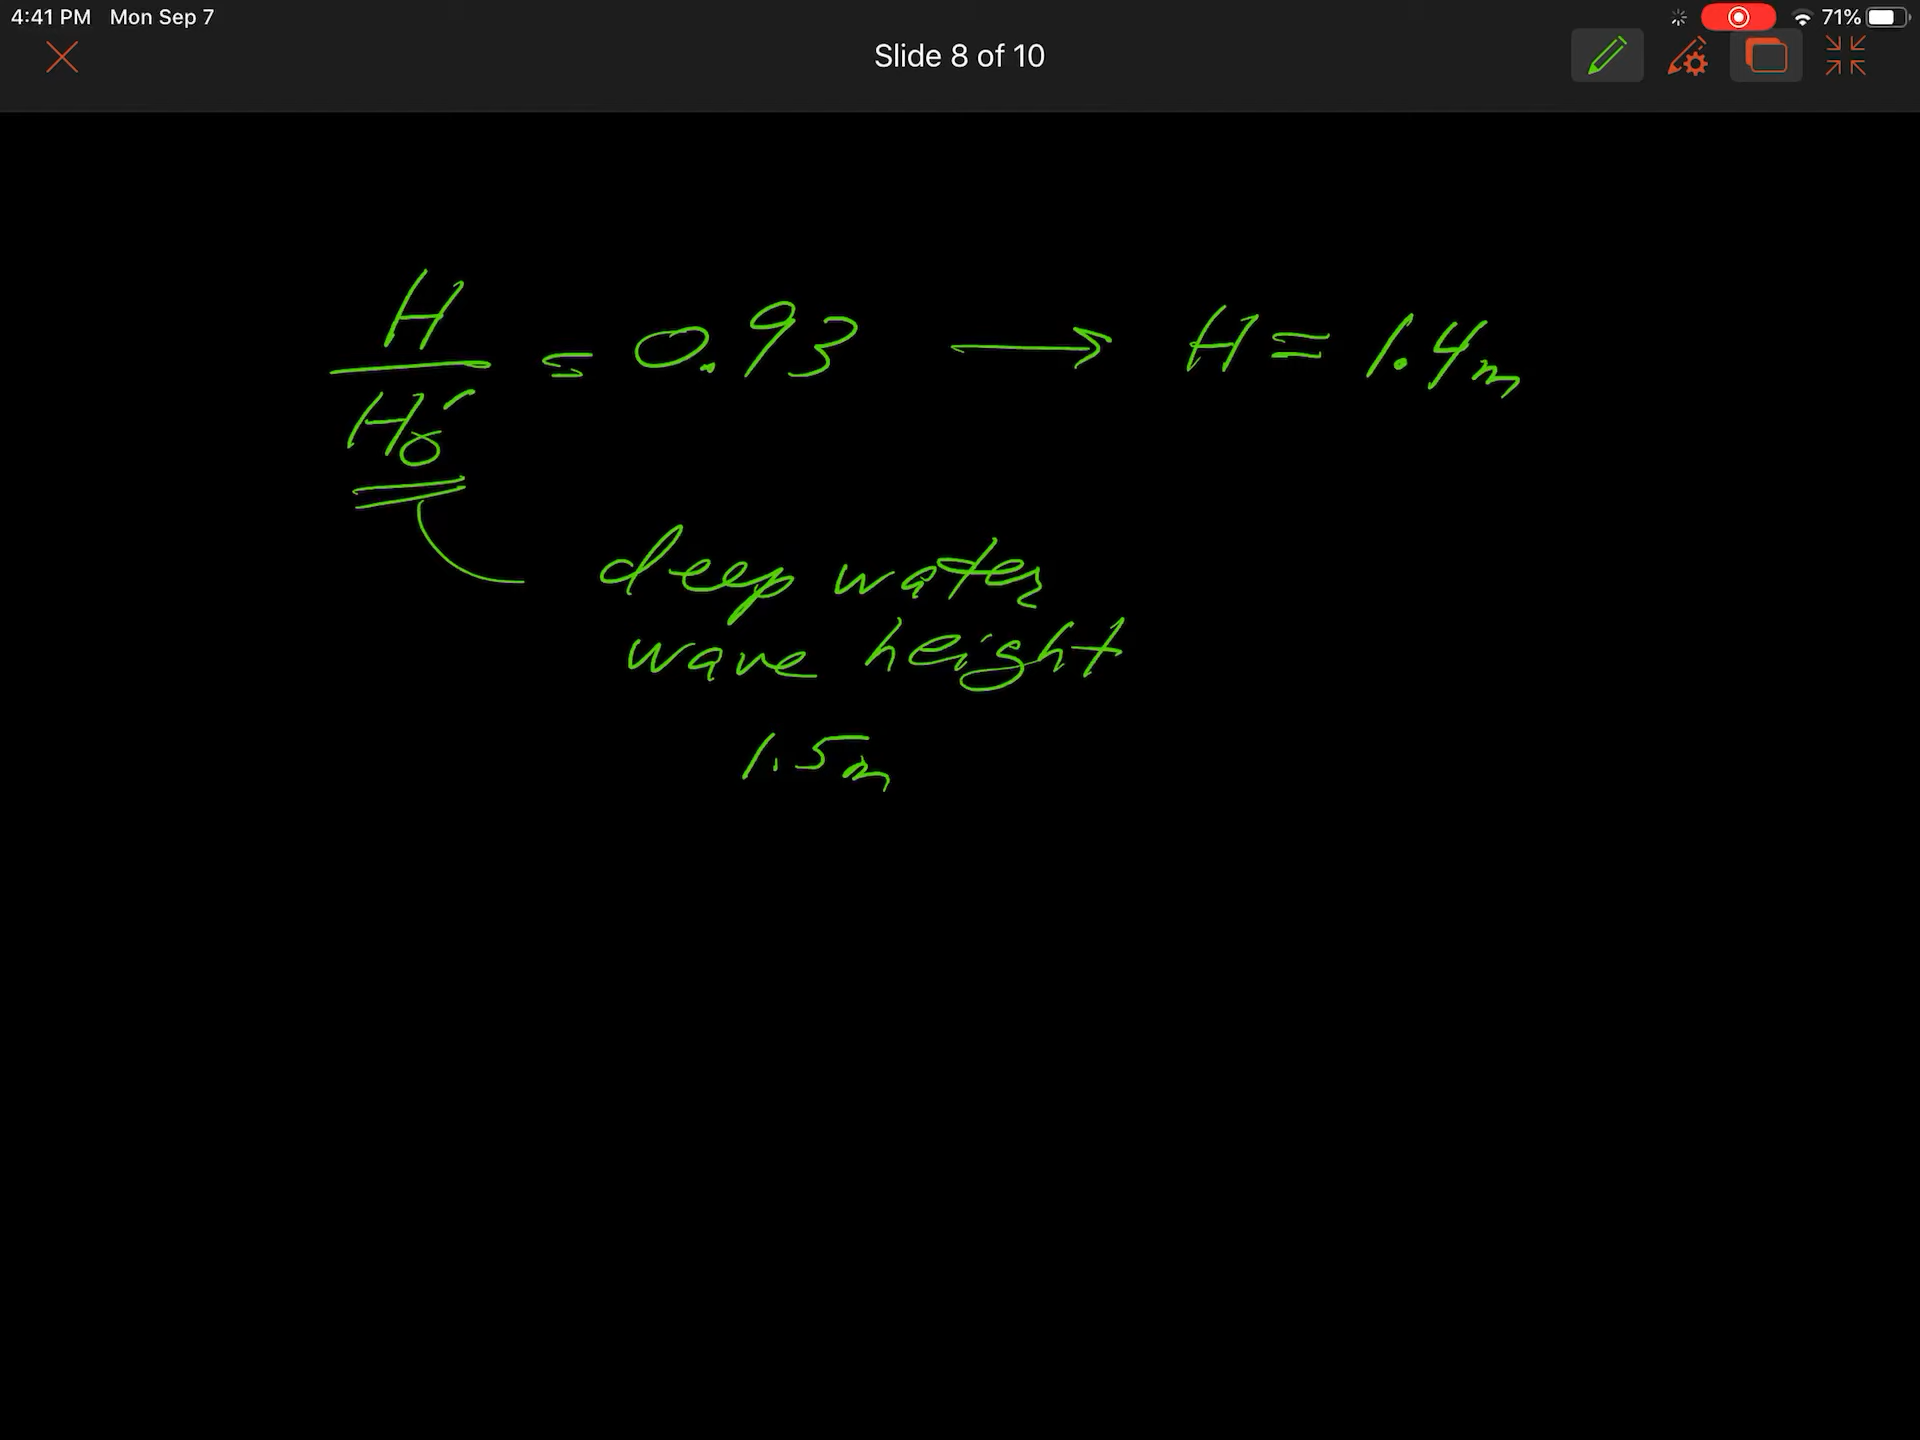 4:41 PM Mon Sep 7
71%
Slide 8 of 10
H/H₀′ = 0.93 → H = 1.4m
deep water
wave height
1.5m